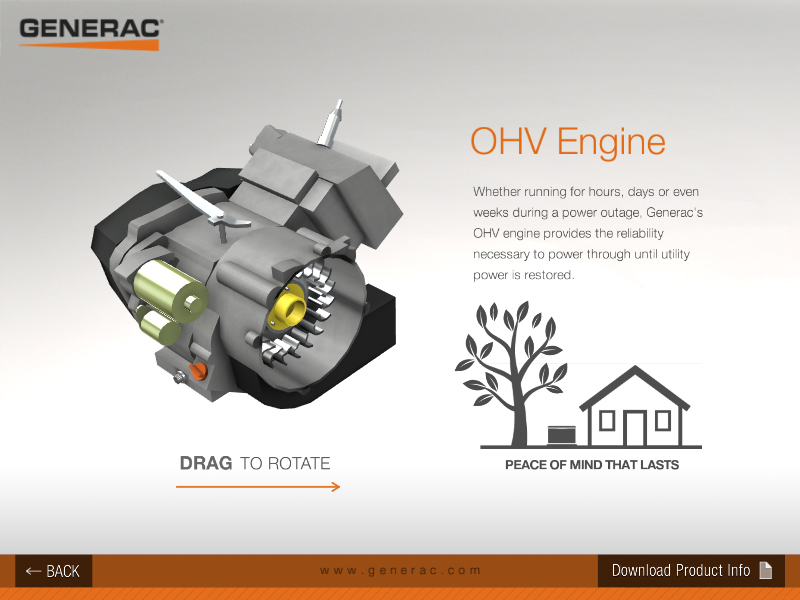 GENERAC®
OHV Engine
Whether running for hours, days or even
weeks during a power outage, Generac's
OHV engine provides the reliability
necessary to power through until utility
power is restored.
PEACE OF MIND THAT LASTS
DRAG TO ROTATE
← BACK
www.generac.com
Download Product Info